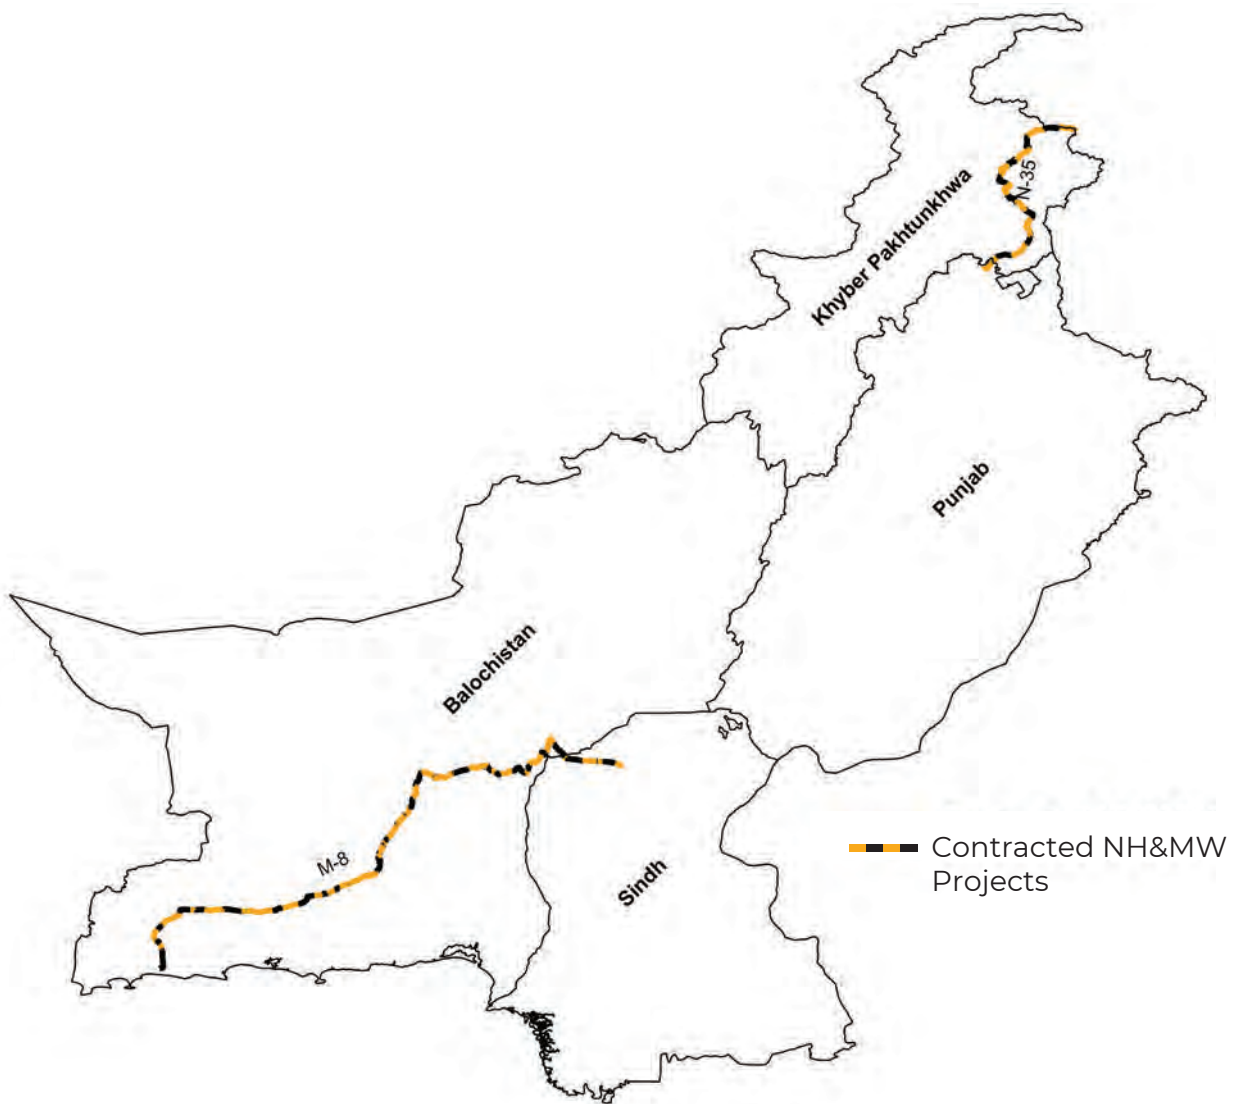 N-35
Khyber Pakhtunkhwa
Punjab
Balochistan
M-8
Sindh
Contracted NH&MW
Projects